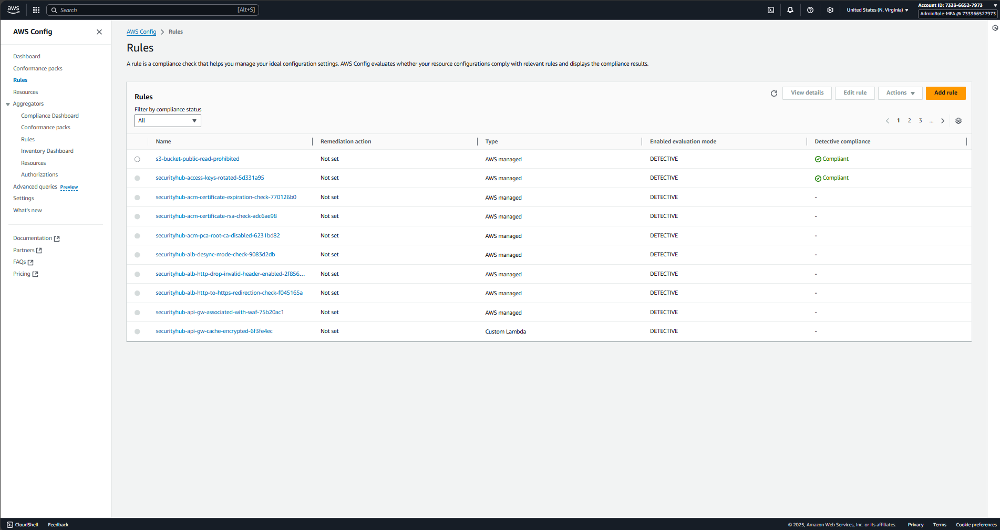 aws
Search [Alt+S]
United States (N. Virginia)
Account ID: 7333-6652-7973
AdminRole-MFA @ 733366527973
AWS Config
Dashboard
Conformance packs
Rules
Resources
Aggregators
Compliance Dashboard
Conformance packs
Rules
Inventory Dashboard
Resources
Authorizations
Advanced queries Preview
Settings
What's new
Documentation
Partners
FAQs
Pricing
AWS Config > Rules
Rules
A rule is a compliance check that helps you manage your ideal configuration settings. AWS Config evaluates whether your resource configurations comply with relevant rules and displays the compliance results.
Rules
View details Edit rule Actions Add rule
Filter by compliance status
All
1 2 3 ...
Name Remediation action Type Enabled evaluation mode Detective compliance
s3-bucket-public-read-prohibited Not set AWS managed DETECTIVE Compliant
securityhub-access-keys-rotated-5d331a95 Not set AWS managed DETECTIVE Compliant
securityhub-acm-certificate-expiration-check-770126b0 Not set AWS managed DETECTIVE -
securityhub-acm-certificate-rsa-check-adc6ae98 Not set AWS managed DETECTIVE -
securityhub-acm-pca-root-ca-disabled-6231bd82 Not set AWS managed DETECTIVE -
securityhub-alb-desync-mode-check-9083d2db Not set AWS managed DETECTIVE -
securityhub-alb-http-drop-invalid-header-enabled-2f856... Not set AWS managed DETECTIVE -
securityhub-alb-http-to-https-redirection-check-f045165a Not set AWS managed DETECTIVE -
securityhub-api-gw-associated-with-waf-75b20ac1 Not set AWS managed DETECTIVE -
securityhub-api-gw-cache-encrypted-6f3fe4ec Not set Custom Lambda DETECTIVE -
CloudShell Feedback © 2025, Amazon Web Services, Inc. or its affiliates. Privacy Terms Cookie preferences